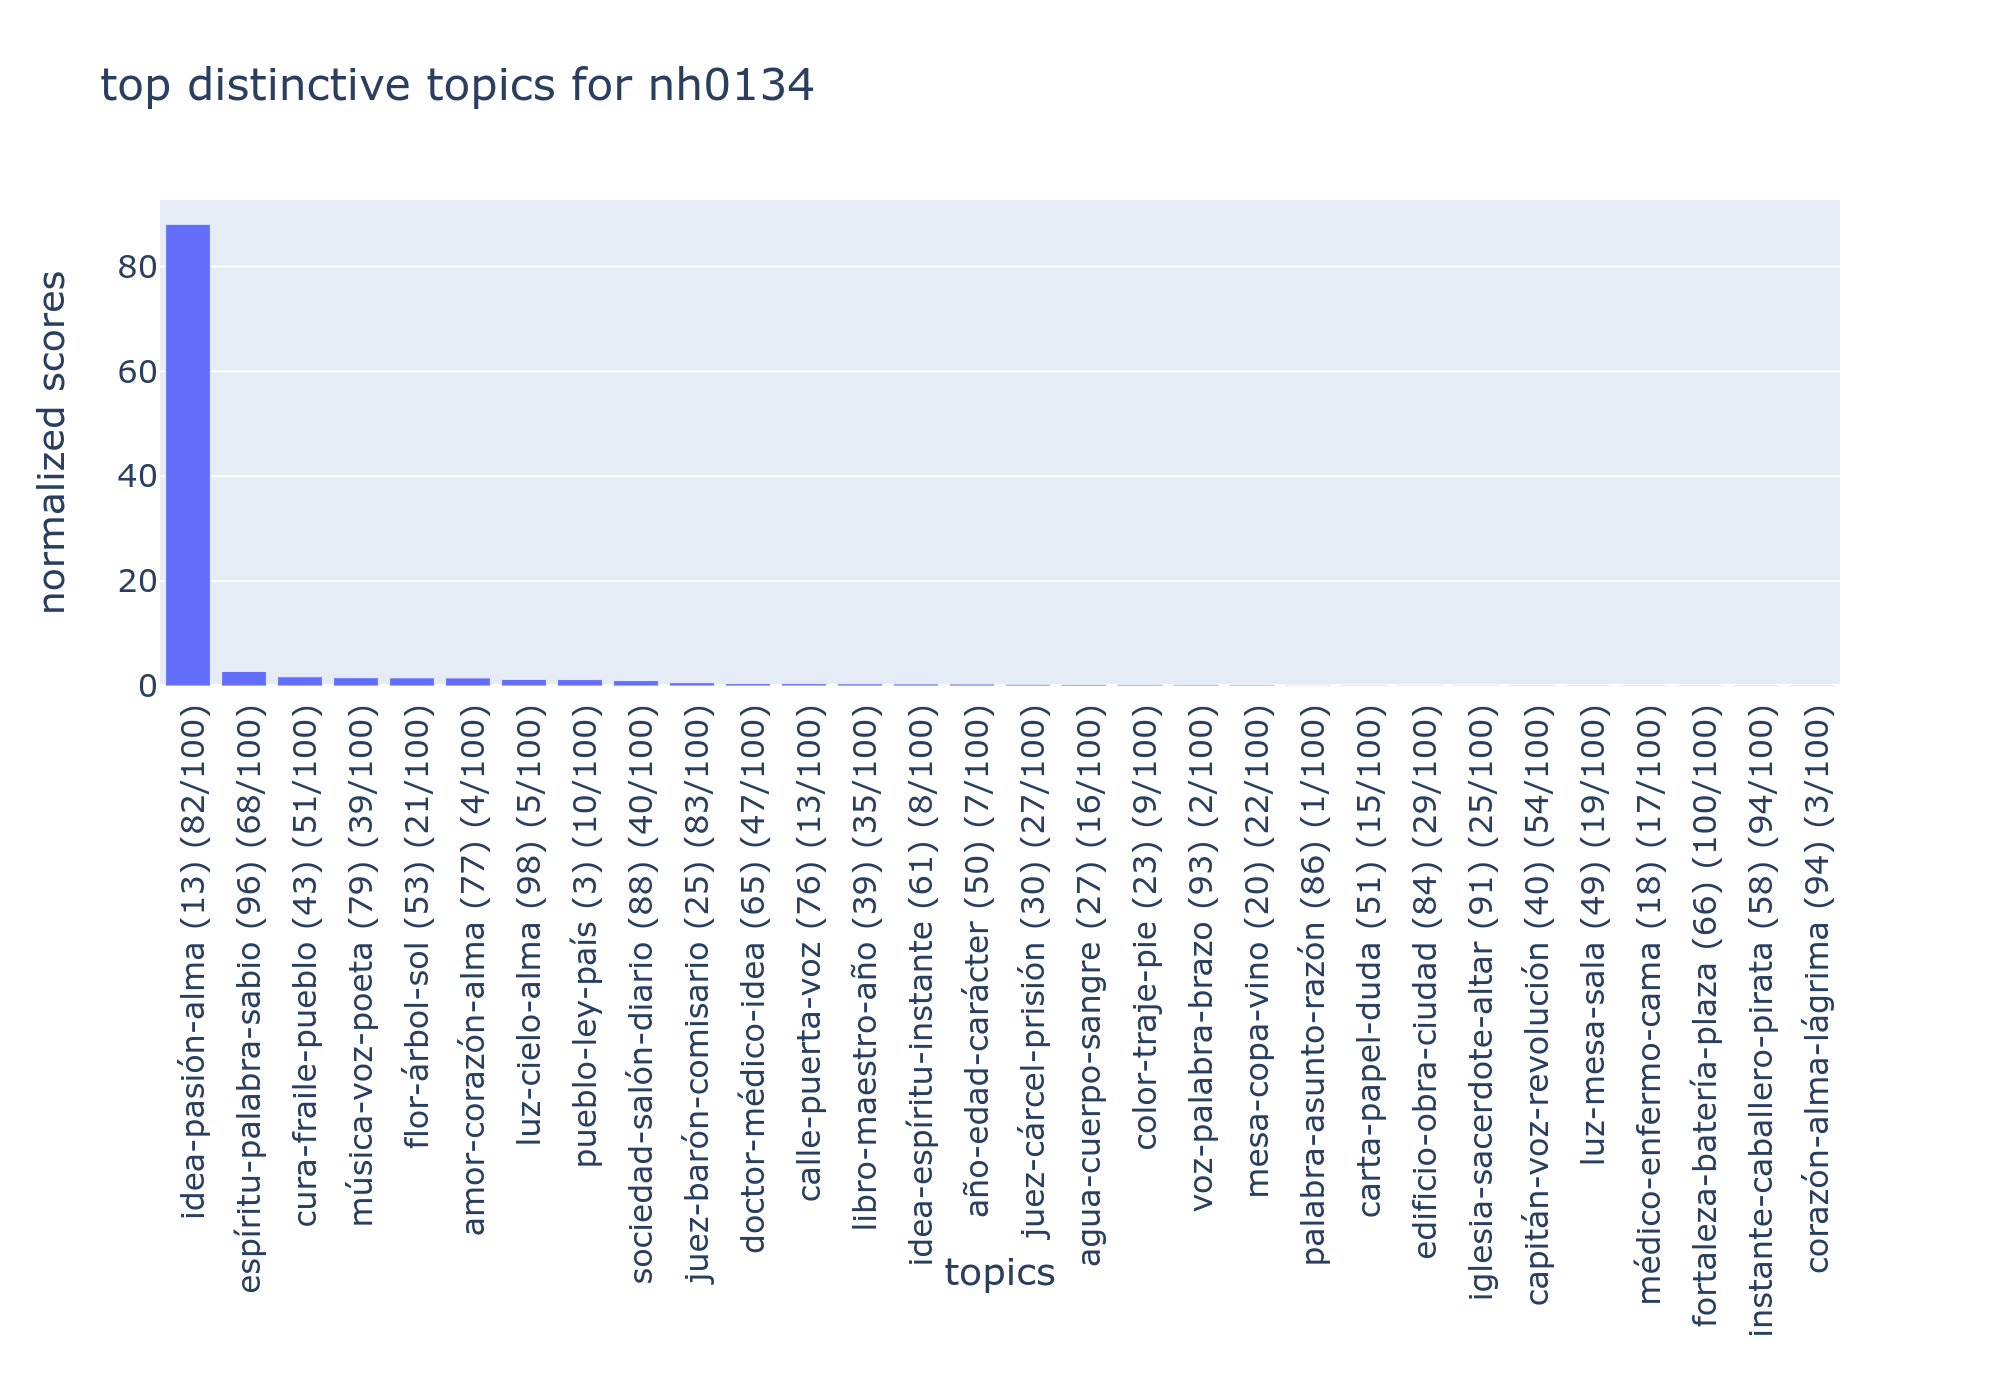 top distinctive topics for nh0134
normalized scores
80
60
40
20
0
idea-pasión-alma (13) (82/100)
espíritu-palabra-sabio (96) (68/100)
cura-fraile-pueblo (43) (51/100)
música-voz-poeta (79) (39/100)
flor-árbol-sol (53) (21/100)
amor-corazón-alma (77) (4/100)
luz-cielo-alma (98) (5/100)
pueblo-ley-país (3) (10/100)
sociedad-salón-diario (88) (40/100)
juez-barón-comisario (25) (83/100)
doctor-médico-idea (65) (47/100)
calle-puerta-voz (76) (13/100)
libro-maestro-año (39) (35/100)
idea-espíritu-instante (61) (8/100)
año-edad-carácter (50) (7/100)
juez-cárcel-prisión (30) (27/100)
agua-cuerpo-sangre (27) (16/100)
color-traje-pie (23) (9/100)
voz-palabra-brazo (93) (2/100)
mesa-copa-vino (20) (22/100)
palabra-asunto-razón (86) (1/100)
carta-papel-duda (51) (15/100)
edificio-obra-ciudad (84) (29/100)
iglesia-sacerdote-altar (91) (25/100)
capitán-voz-revolución (40) (54/100)
luz-mesa-sala (49) (19/100)
médico-enfermo-cama (18) (17/100)
fortaleza-batería-plaza (66) (100/100)
instante-caballero-pirata (58) (94/100)
corazón-alma-lágrima (94) (3/100)
topics